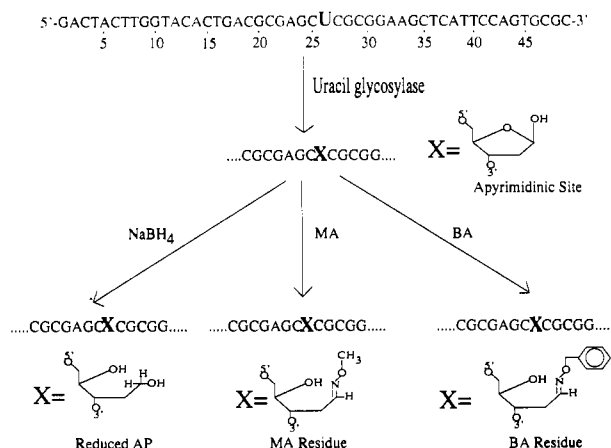 5'-GACTACTTGGTACACTGACGCGAGCUCGCGGAAGCTCATTCCAGTGCGC-3'
5 10 15 20 25 30 35 40 45
Uracil glycosylase
....CGCGAGCXCGCGG....
X=
5'
O
O
OH
O
3'
Apyrimidinic Site
NaBH4
MA
BA
.....CGCGAGCXCGCGG.....
.....CGCGAGCXCGCGG.....
.....CGCGAGCXCGCGG.....
X=
5'
O
OH
H
H
OH
O
3'
Reduced AP
X=
5'
O
OH
CH3
O
N
H
O
3'
MA Residue
X=
5'
O
OH
O
N
H
O
3'
BA Residue